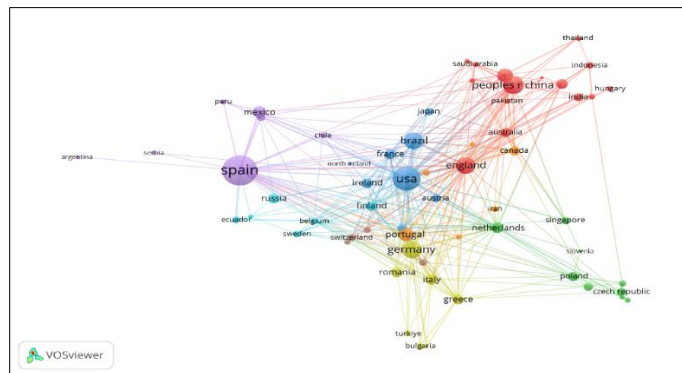 thailand
saudi arabia
indonesia
peoples r china
hungary
pakistan
india
peru
mexico
japan
chile
brazil
australia
canada
france
north ireland
argentina
serbia
spain
england
usa
ireland
austria
russia
finland
iran
ecuador
belgium
singapore
netherlands
sweden
switzerland
portugal
germany
slovenia
romania
italy
poland
czech republic
greece
turkiye
bulgaria
VOSviewer